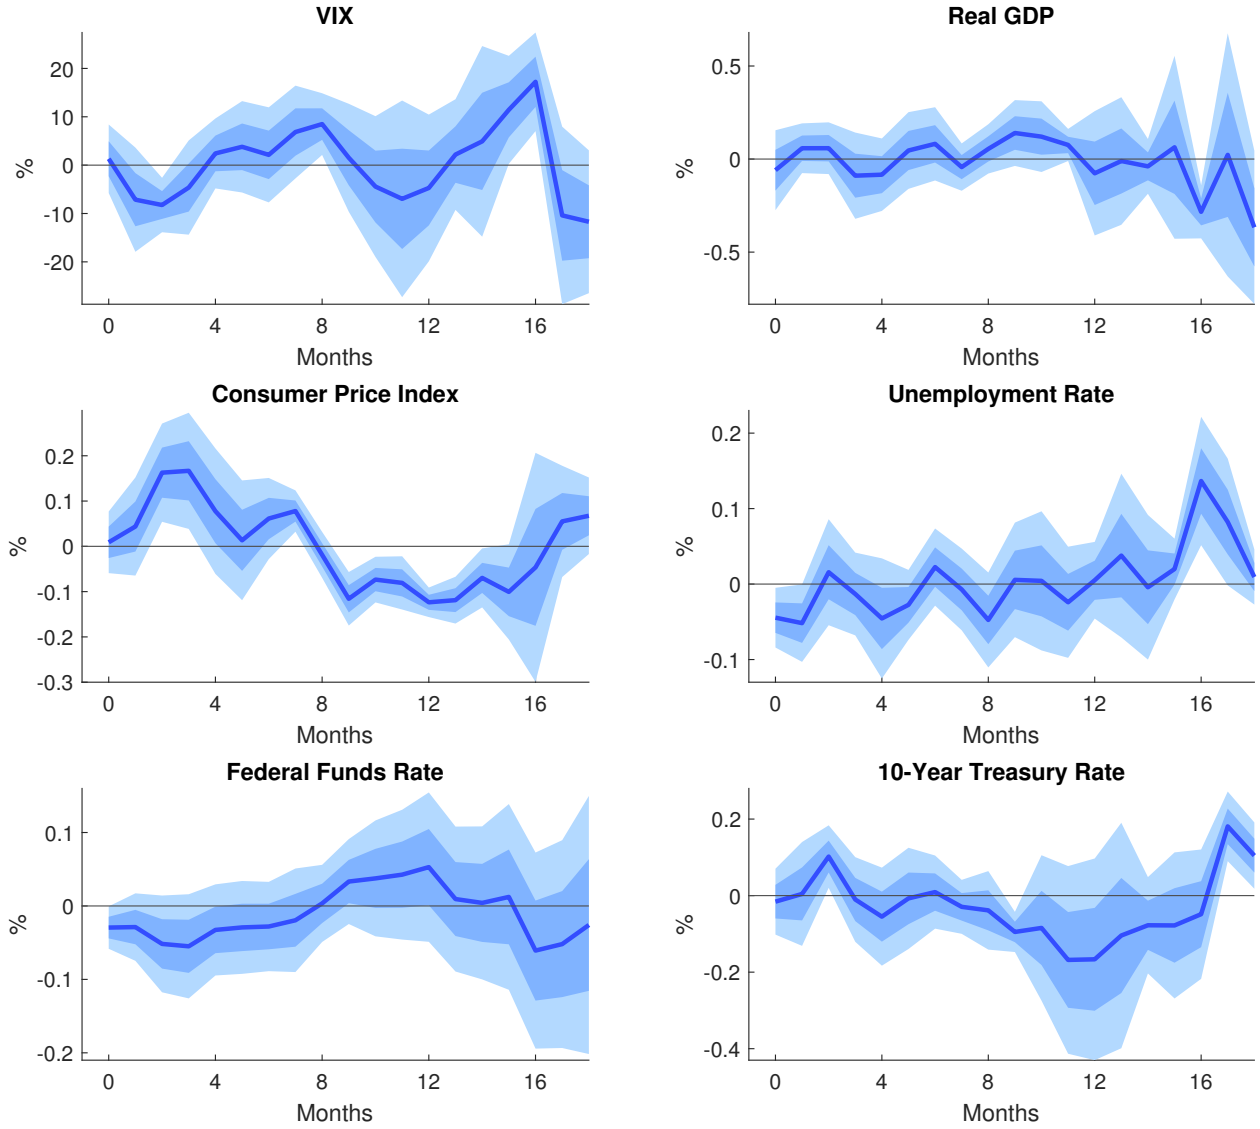 VIX
%
20
10
0
-10
-20
0 4 8 12 16
Months
Real GDP
%
0.5
0
-0.5
0 4 8 12 16
Months
Consumer Price Index
%
0.2
0.1
0
-0.1
-0.2
-0.3
0 4 8 12 16
Months
Unemployment Rate
%
0.2
0.1
0
-0.1
0 4 8 12 16
Months
Federal Funds Rate
%
0.1
0
-0.1
-0.2
0 4 8 12 16
Months
10-Year Treasury Rate
%
0.2
0
-0.2
-0.4
0 4 8 12 16
Months